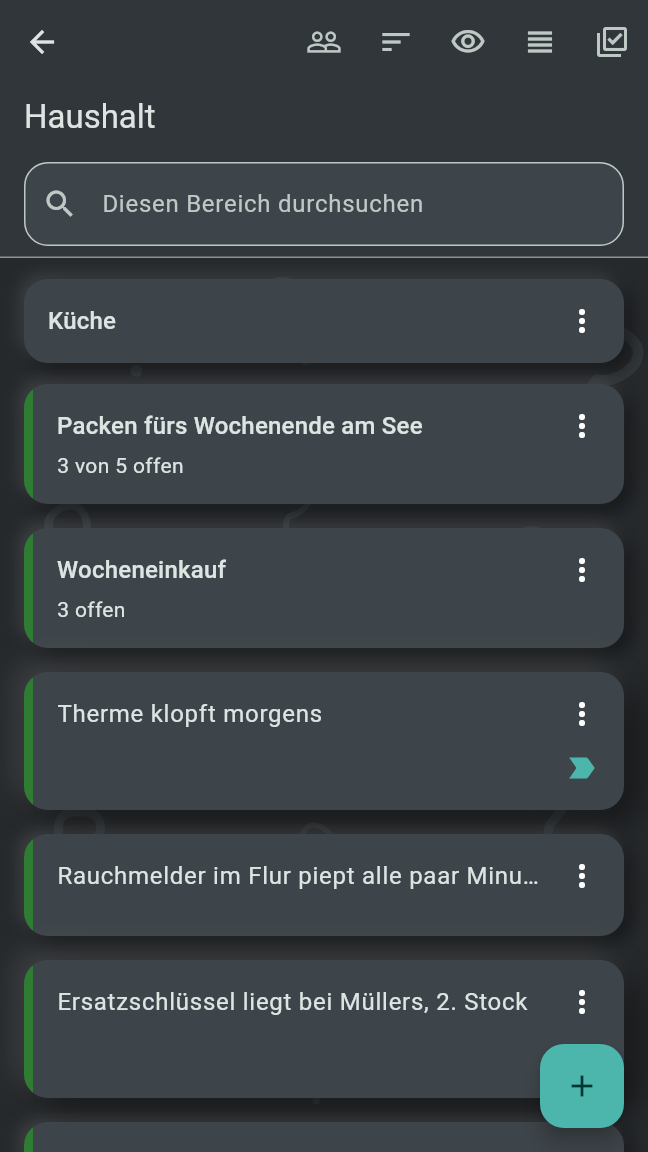 Haushalt
Diesen Bereich durchsuchen
Küche
Packen fürs Wochenende am See
3 von 5 offen
Wocheneinkauf
3 offen
Therme klopft morgens
Rauchmelder im Flur piept alle paar Minu…
Ersatzschlüssel liegt bei Müllers, 2. Stock